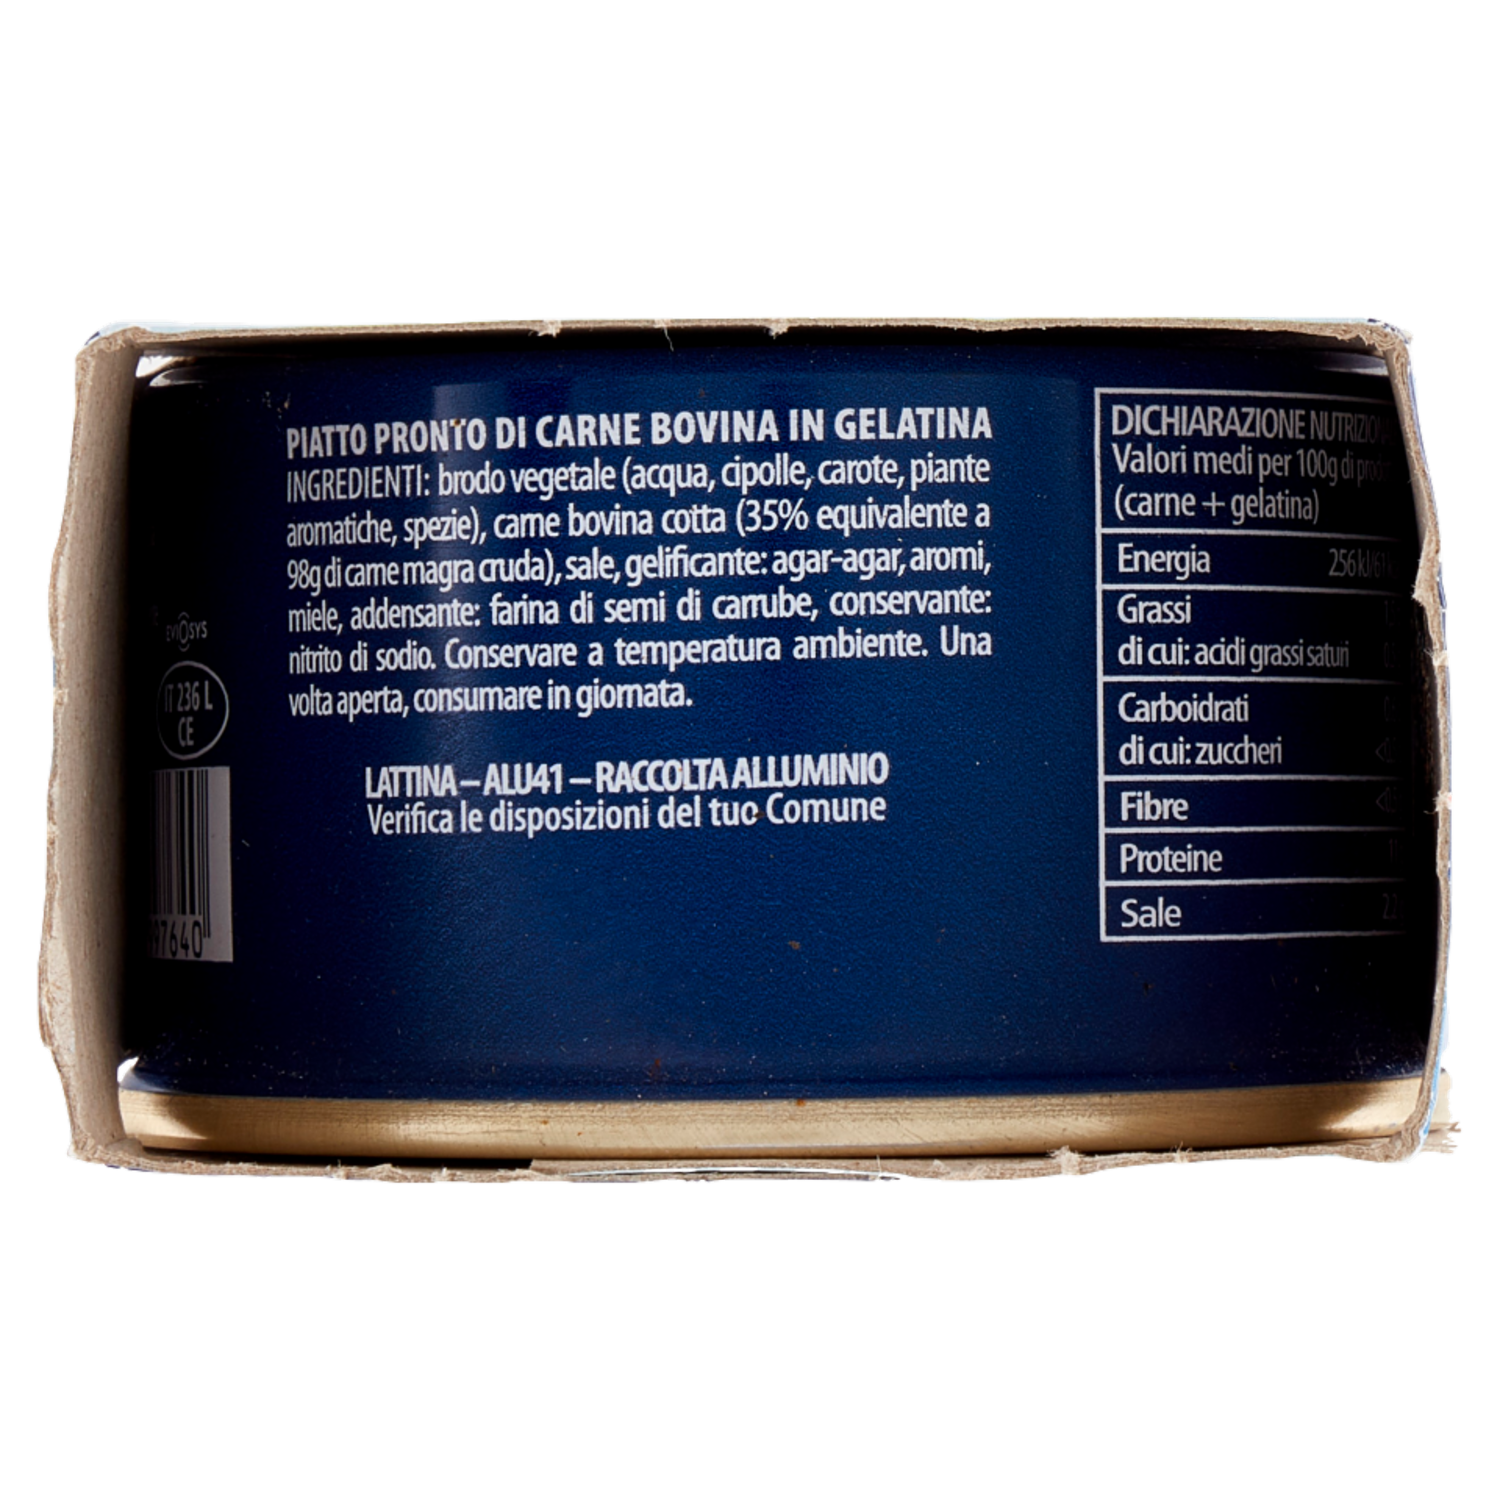 PIATTO PRONTO DI CARNE BOVINA IN GELATINA
INGREDIENTI: brodo vegetale (acqua, cipolle, carote, piante
aromatiche, spezie), carne bovina cotta (35% equivalente a
98g di carne magra cruda), sale, gelificante: agar-agar, aromi,
miele, addensante: farina di semi di carrube, conservante:
nitrito di sodio. Conservare a temperatura ambiente. Una
volta aperta, consumare in giornata.
LATTINA – ALU41 – RACCOLTA ALLUMINIO
Verifica le disposizioni del tuo Comune
EVIOSYS
IT 236 L
CE
97640
DICHIARAZIONE
Valori medi per 100g di
(carne + gelatina)
Energia 256 kJ/
Grassi
di cui: acidi grassi saturi
Carboidrati
di cui: zuccheri
Fibre
Proteine
Sale